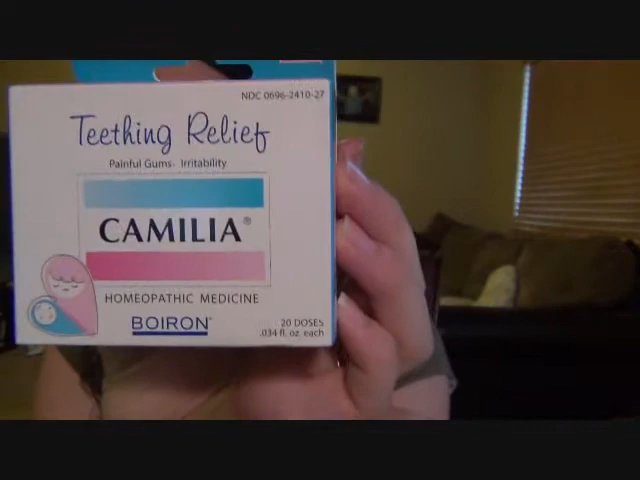 NDC 0696-2410-27
Teething Relief
Painful Gums· Irritability
CAMILIA®
HOMEOPATHIC MEDICINE
BOIRON®
20 DOSES
.034 fl. oz. each